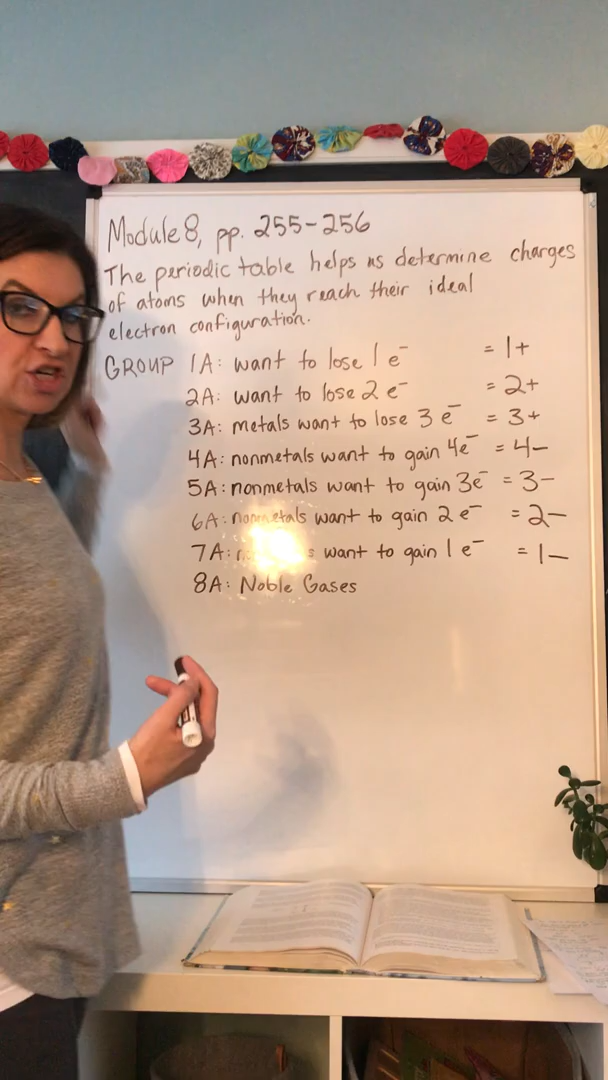 Module 8, pp. 255-256
The periodic table helps us determine charges
of atoms when they reach their ideal
electron configuration.
GROUP 1A: want to lose 1 e⁻ = 1+
2A: want to lose 2 e⁻ = 2+
3A: metals want to lose 3 e⁻ = 3+
4A: nonmetals want to gain 4e⁻ = 4-
5A: nonmetals want to gain 3e⁻ = 3-
6A: nonmetals want to gain 2 e⁻ = 2-
7A: want to gain 1 e⁻ = 1-
8A: Noble Gases